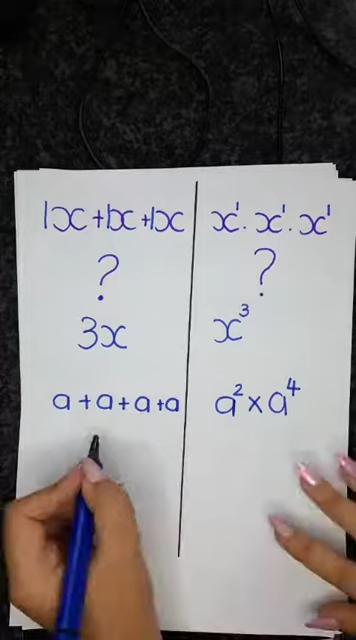 1x + 1x + 1x
?
3x
a + a + a + a
x¹ · x¹ · x¹
?
x³
a² × a⁴